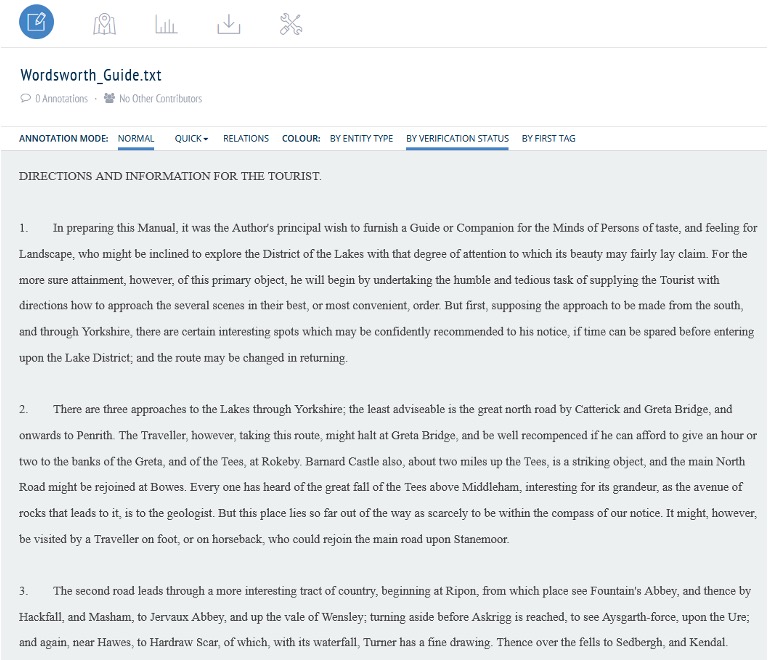 Wordsworth_Guide.txt
0 Annotations · No Other Contributors
ANNOTATION MODE: NORMAL QUICK RELATIONS COLOUR: BY ENTITY TYPE BY VERIFICATION STATUS BY FIRST TAG
DIRECTIONS AND INFORMATION FOR THE TOURIST.
1. In preparing this Manual, it was the Author's principal wish to furnish a Guide or Companion for the Minds of Persons of taste, and feeling for
Landscape, who might be inclined to explore the District of the Lakes with that degree of attention to which its beauty may fairly lay claim. For the
more sure attainment, however, of this primary object, he will begin by undertaking the humble and tedious task of supplying the Tourist with
directions how to approach the several scenes in their best, or most convenient, order. But first, supposing the approach to be made from the south,
and through Yorkshire, there are certain interesting spots which may be confidently recommended to his notice, if time can be spared before entering
upon the Lake District; and the route may be changed in returning.
2. There are three approaches to the Lakes through Yorkshire; the least adviseable is the great north road by Catterick and Greta Bridge, and
onwards to Penrith. The Traveller, however, taking this route, might halt at Greta Bridge, and be well recompenced if he can afford to give an hour or
two to the banks of the Greta, and of the Tees, at Rokeby. Barnard Castle also, about two miles up the Tees, is a striking object, and the main North
Road might be rejoined at Bowes. Every one has heard of the great fall of the Tees above Middleham, interesting for its grandeur, as the avenue of
rocks that leads to it, is to the geologist. But this place lies so far out of the way as scarcely to be within the compass of our notice. It might, however,
be visited by a Traveller on foot, or on horseback, who could rejoin the main road upon Stanemoor.
3. The second road leads through a more interesting tract of country, beginning at Ripon, from which place see Fountain's Abbey, and thence by
Hackfall, and Masham, to Jervaux Abbey, and up the vale of Wensley; turning aside before Askrigg is reached, to see Aysgarth-force, upon the Ure;
and again, near Hawes, to Hardraw Scar, of which, with its waterfall, Turner has a fine drawing. Thence over the fells to Sedbergh, and Kendal.